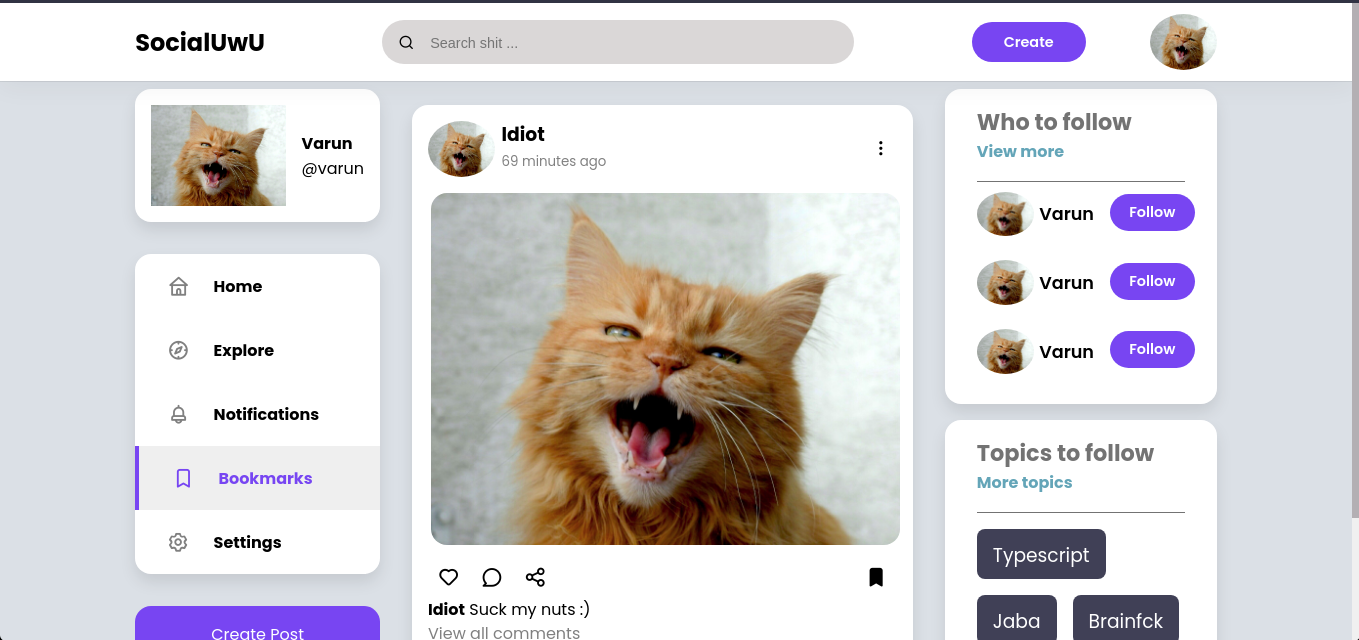 SocialUwU
Search shit ...
Create
Varun
@varun
Home
Explore
Notifications
Bookmarks
Settings
Create Post
Idiot
69 minutes ago
Idiot Suck my nuts :)
View all comments
Who to follow
View more
Varun
Follow
Varun
Follow
Varun
Follow
Topics to follow
More topics
Typescript
Jaba
Brainfck